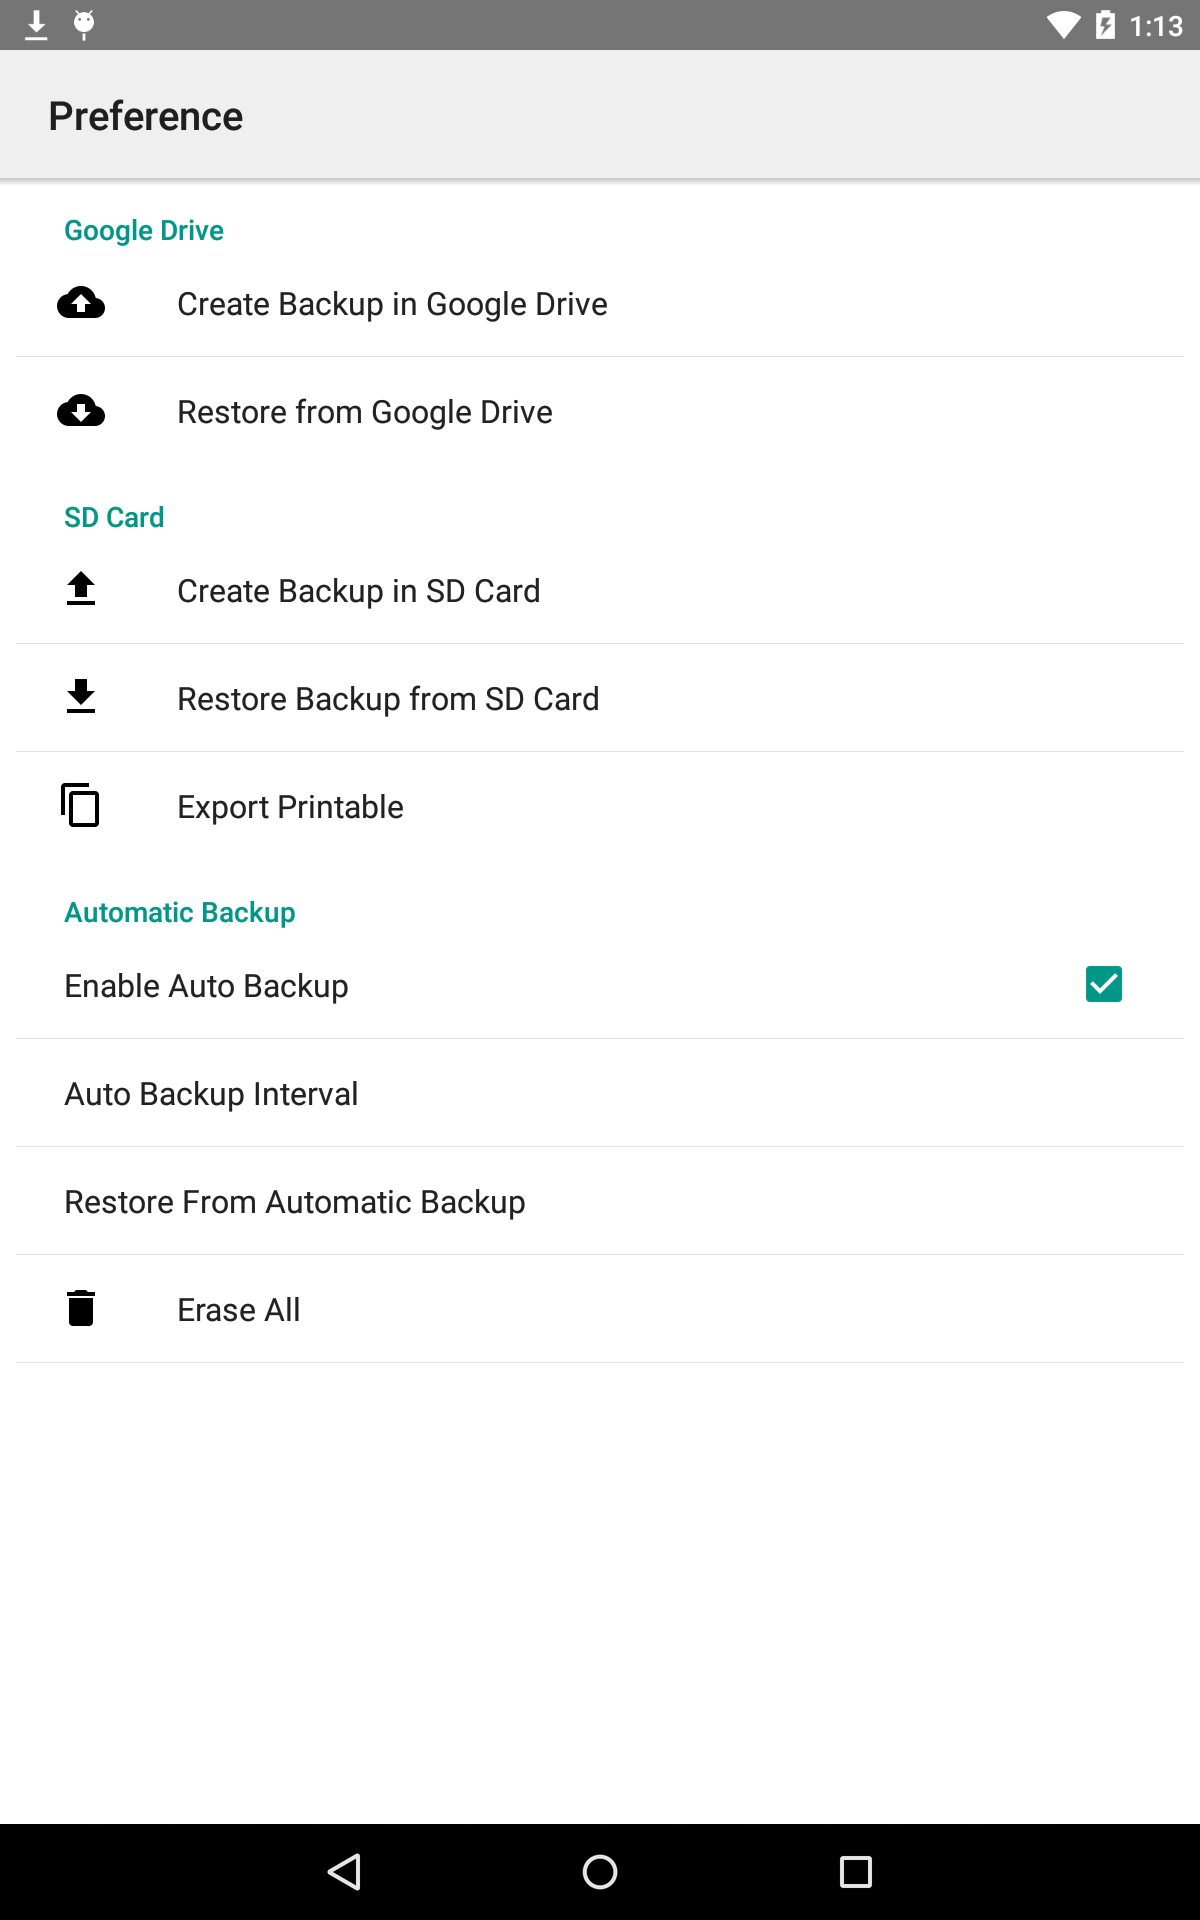 1:13
Preference
Google Drive
Create Backup in Google Drive
Restore from Google Drive
SD Card
Create Backup in SD Card
Restore Backup from SD Card
Export Printable
Automatic Backup
Enable Auto Backup
Auto Backup Interval
Restore From Automatic Backup
Erase All